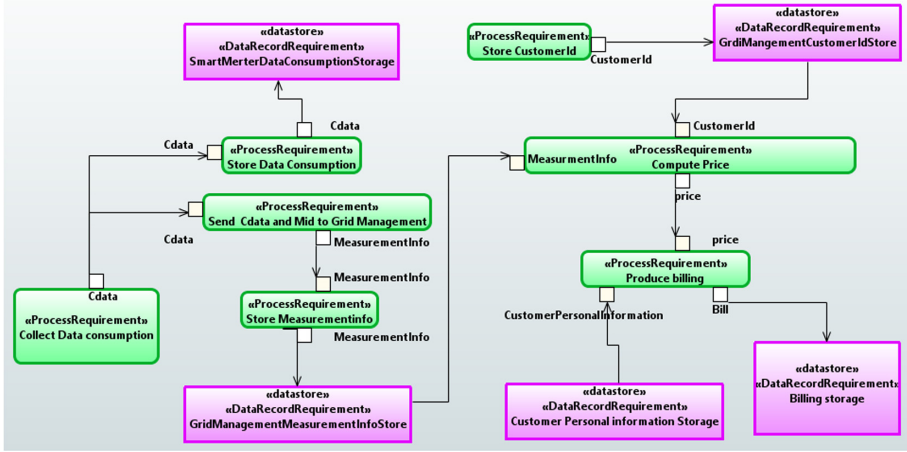 «datastore»
«DataRecordRequirement»
SmartMerterDataConsumptionStorage
«ProcessRequirement»
Store CustomerId
CustomerId
«datastore»
«DataRecordRequirement»
GrdiMangementCustomerIdStore
Cdata
Cdata
«ProcessRequirement»
Store Data Consumption
CustomerId
MeasurmentInfo
«ProcessRequirement»
Compute Price
price
«ProcessRequirement»
Send Cdata and Mid to Grid Management
Cdata
MeasurementInfo
MeasurementInfo
price
«ProcessRequirement»
Produce billing
CustomerPersonalInformation
Bill
Cdata
«ProcessRequirement»
Collect Data consumption
«ProcessRequirement»
Store Measurementinfo
MeasurementInfo
«datastore»
«DataRecordRequirement»
GridManagementMeasurementInfoStore
«datastore»
«DataRecordRequirement»
Customer Personal information Storage
«datastore»
«DataRecordRequirement»
Billing storage